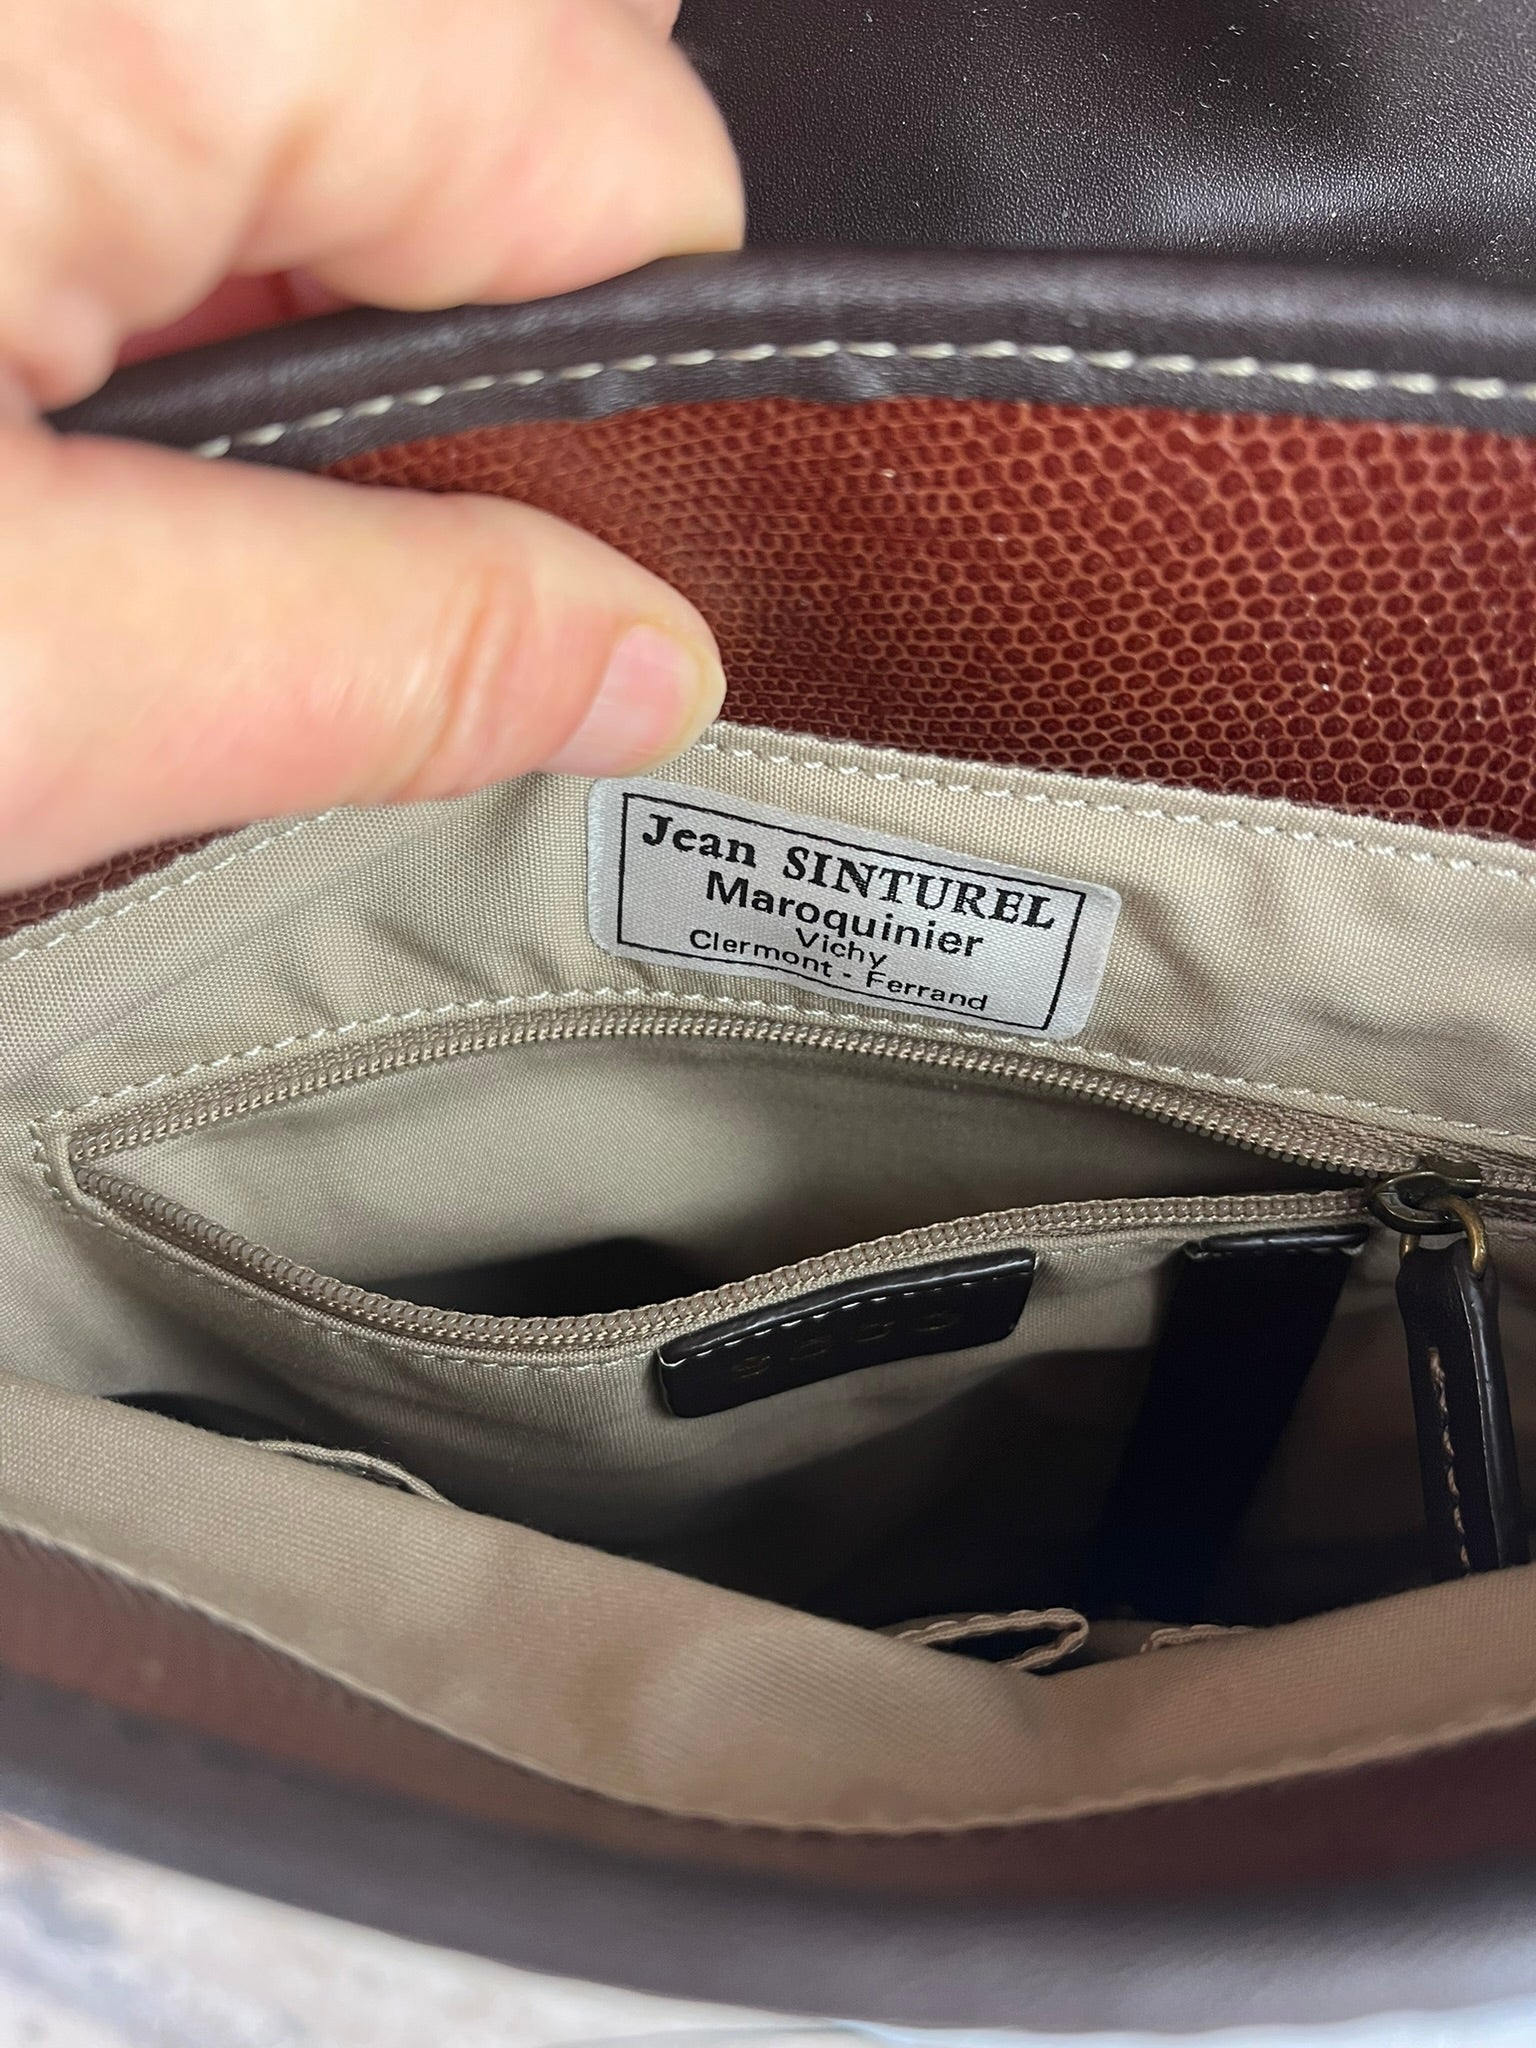 Jean SINTUREL
Maroquinier
Vichy
Clermont - Ferrand